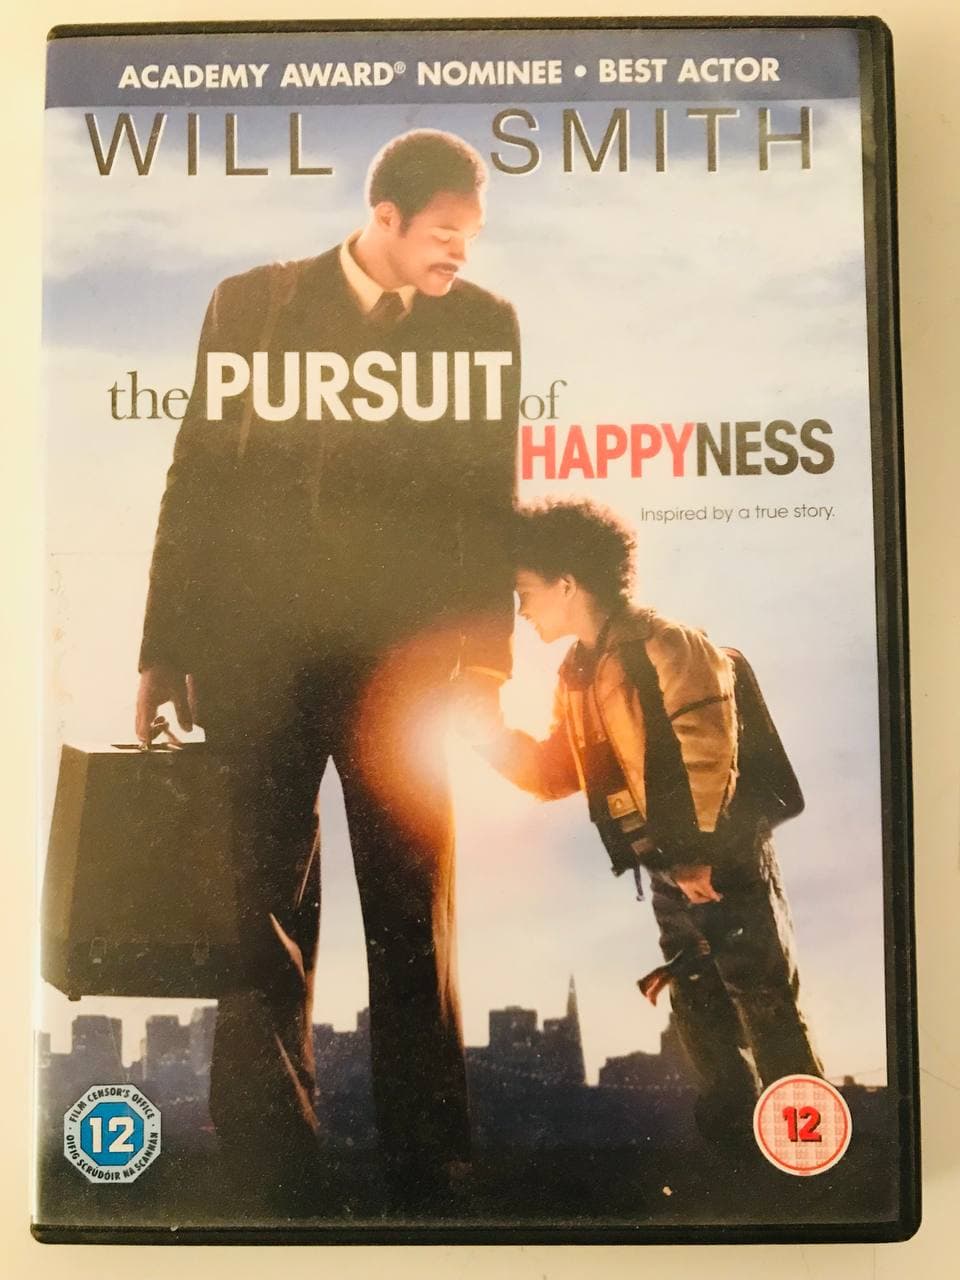 ACADEMY AWARD® NOMINEE • BEST ACTOR
WILL SMITH
the PURSUIT of
HAPPYNESS
Inspired by a true story.
· FILM CENSOR'S OFFICE ·
12
OIFIG SCRÚDÓIR NA SCANNÁN
12